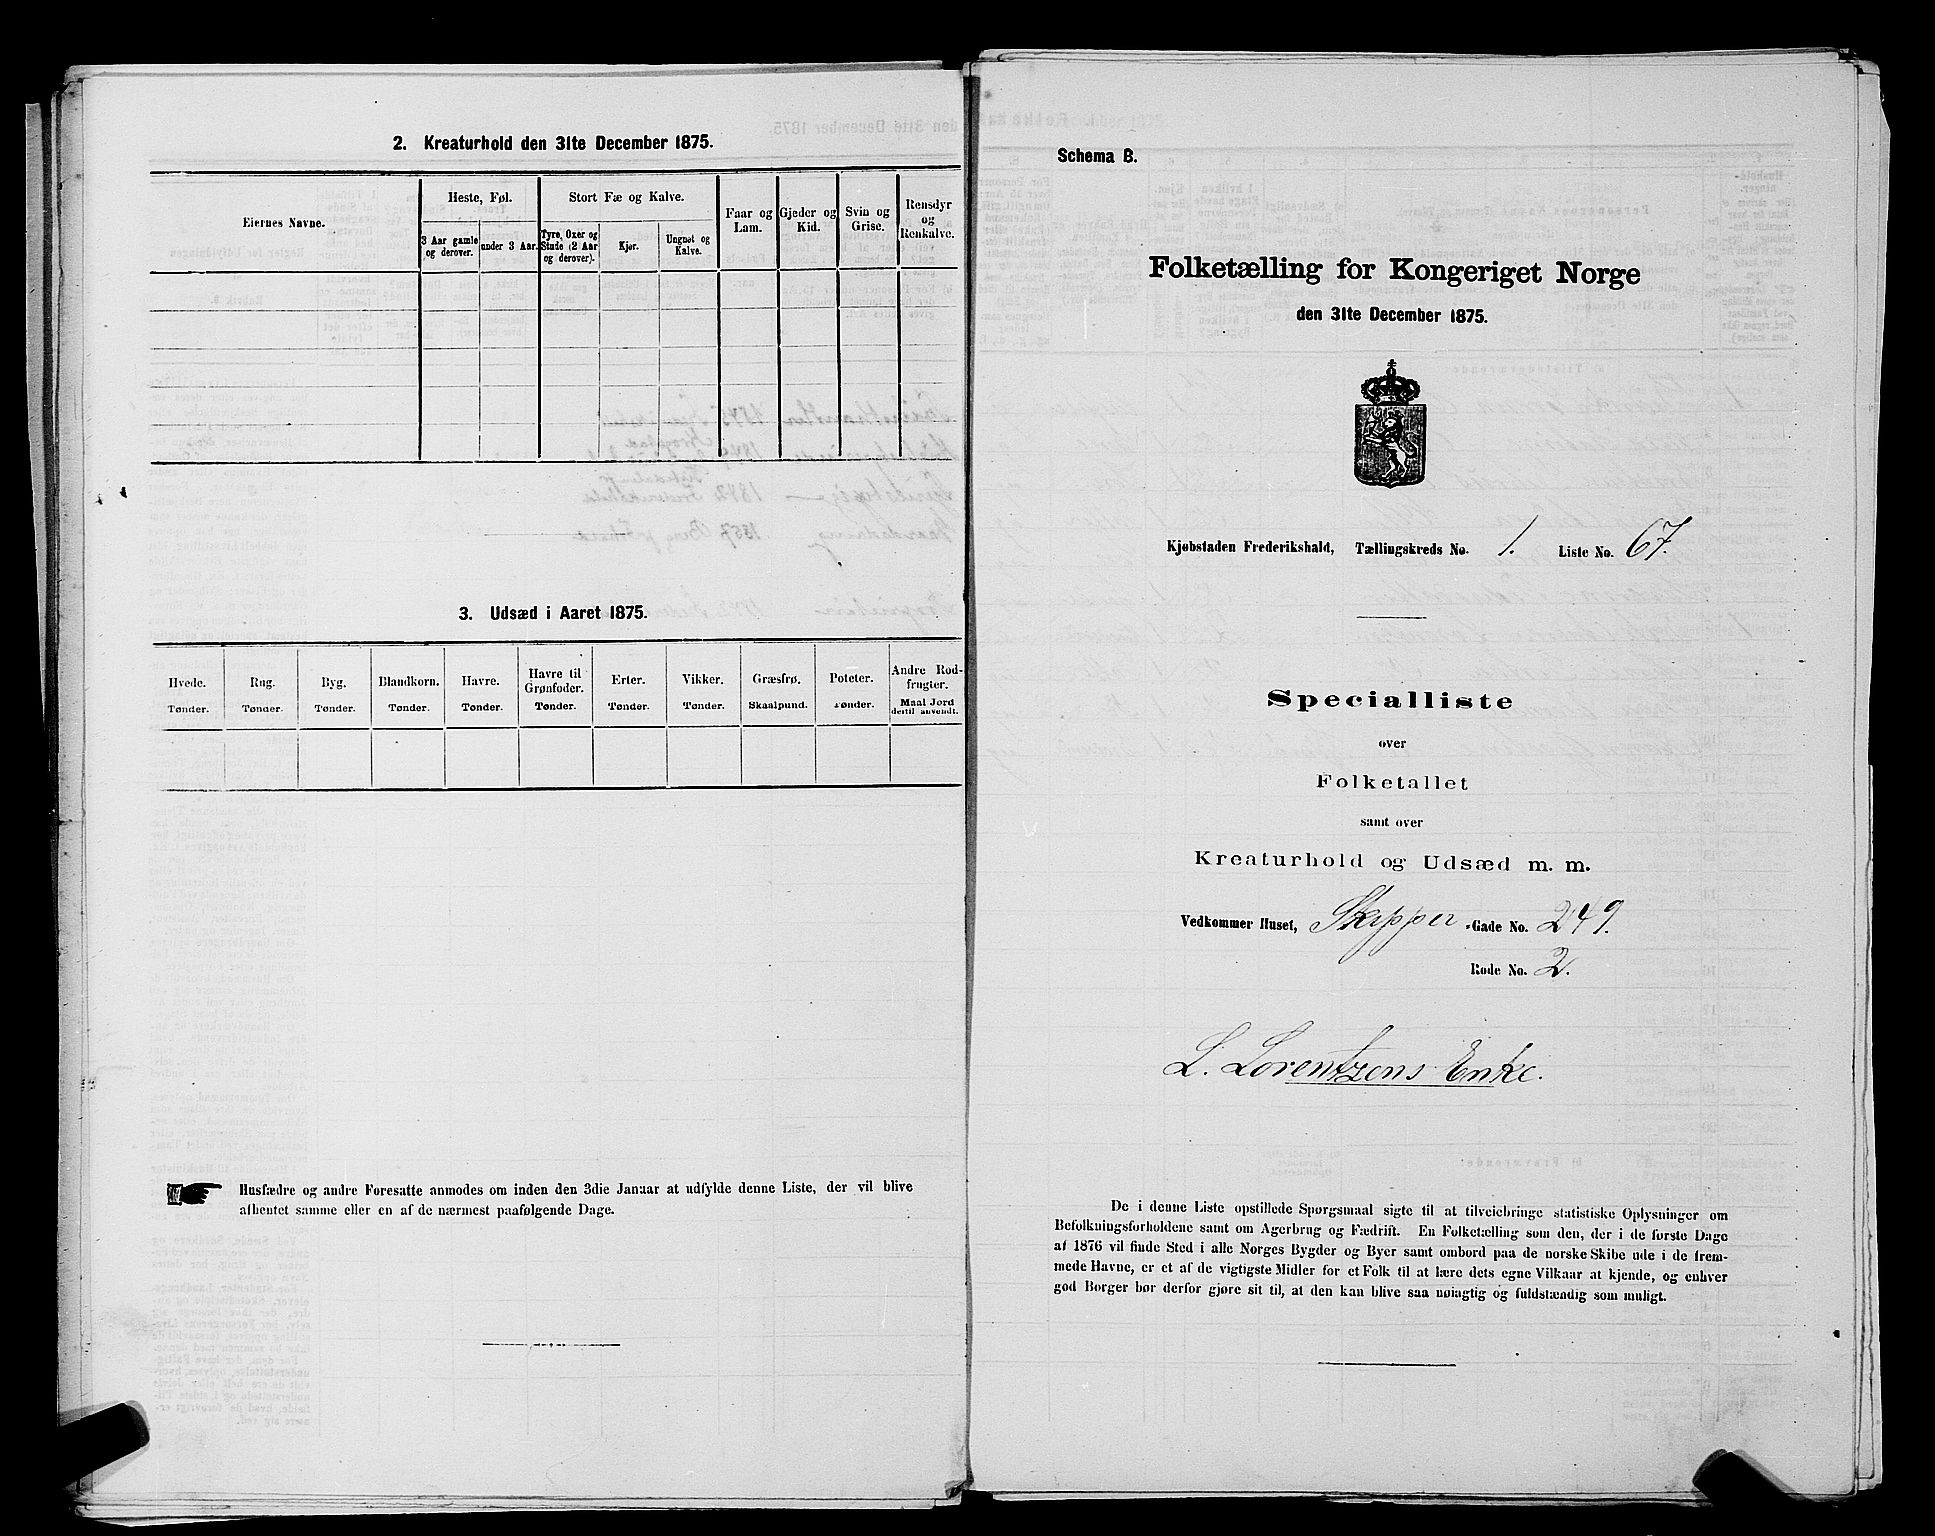 2. Kreaturhold den 31te December 1875.
Eiernes Navne.
Heste, Føl.
3 Aar gamle og derover.
under 3 Aar.
Stort Fæ og Kalve.
Tyre, Oxer og Stude (2 Aar og derover).
Kjør.
Ungnøt og Kalve.
Faar og Lam.
Gjeder og Kid.
Svin og Grise.
Rensdyr og Renkalve.
3. Udsæd i Aaret 1875.
Hvede. Rug. Byg. Blandkorn. Havre. Havre til Grønfoder. Erter. Vikker. Græsfrø. Poteter. Andre Rodfrugter.
Tønder. Tønder. Tønder. Tønder. Tønder. Tønder. Tønder. Tønder. Skaalpund. Tønder. Maal Jord dertil anvendt.
Husfædre og andre Foresatte anmodes om inden den 3die Januar at udfylde denne Liste, der vil blive
afhentet samme eller en af de nærmest paafølgende Dage.
Schema B.
Folketælling for Kongeriget Norge
den 31te December 1875.
Kjøbstaden Frederikshald, Tællingskreds No. 1. Liste No. 67.
Specialliste
over
Folketallet
samt over
Kreaturhold og Udsæd m. m.
Vedkommer Huset, Skipper -Gade No. 249.
Rode No. 2.
L. Lorentzens Enke.
De i denne Liste opstillede Spørgsmaal sigte til at tilveiebringe statistiske Oplysninger om
Befolkningsforholdene samt om Agerbrug og Fædrift. En Folketælling som den, der i de første Dage
af 1876 vil finde Sted i alle Norges Bygder og Byer samt ombord paa de norske Skibe ude i de frem-
mede Havne, er et af de vigtigste Midler for et Folk til at lære dets egne Vilkaar at kjende, og enhver
god Borger bør derfor gjøre sit til, at den kan blive saa nøiagtig og fuldstændig som muligt.